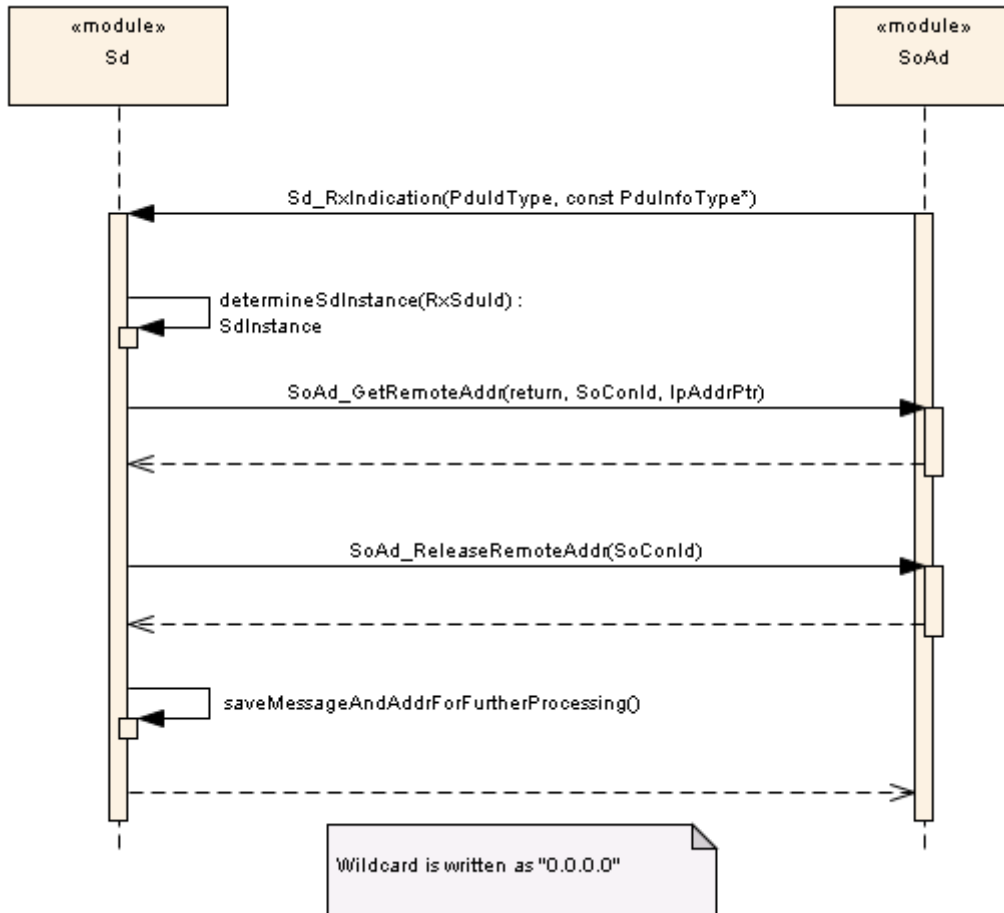 «module»
Sd
«module»
SoAd
Sd_RxIndication(PduIdType, const PduInfoType*)
determineSdInstance(RxSduId) :
SdInstance
SoAd_GetRemoteAddr(return, SoConId, IpAddrPtr)
SoAd_ReleaseRemoteAddr(SoConId)
saveMessageAndAddrForFurtherProcessing()
Wildcard is written as "0.0.0.0"